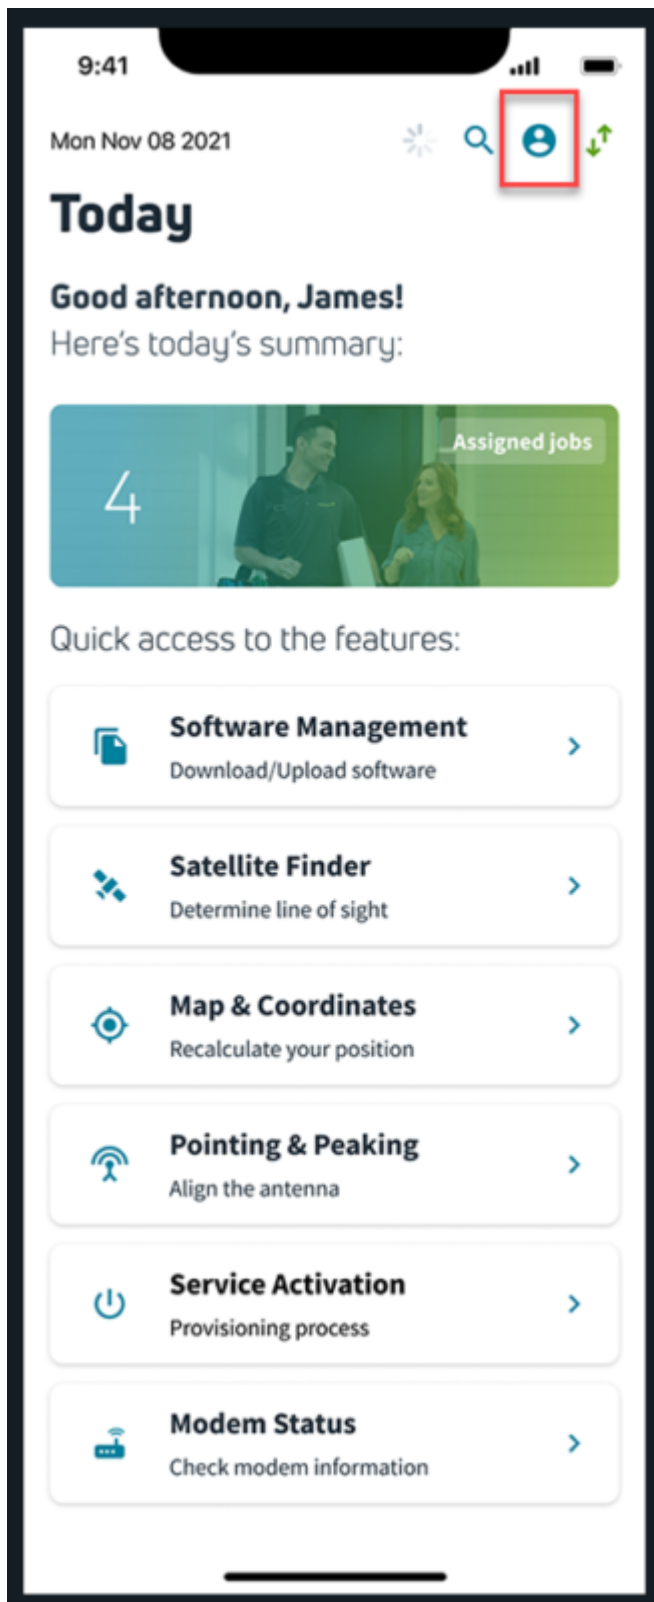 9:41
Mon Nov 08 2021
Today
Good afternoon, James!
Here's today's summary:
4
Assigned jobs
Quick access to the features:
Software Management
Download/Upload software
Satellite Finder
Determine line of sight
Map & Coordinates
Recalculate your position
Pointing & Peaking
Align the antenna
Service Activation
Provisioning process
Modem Status
Check modem information